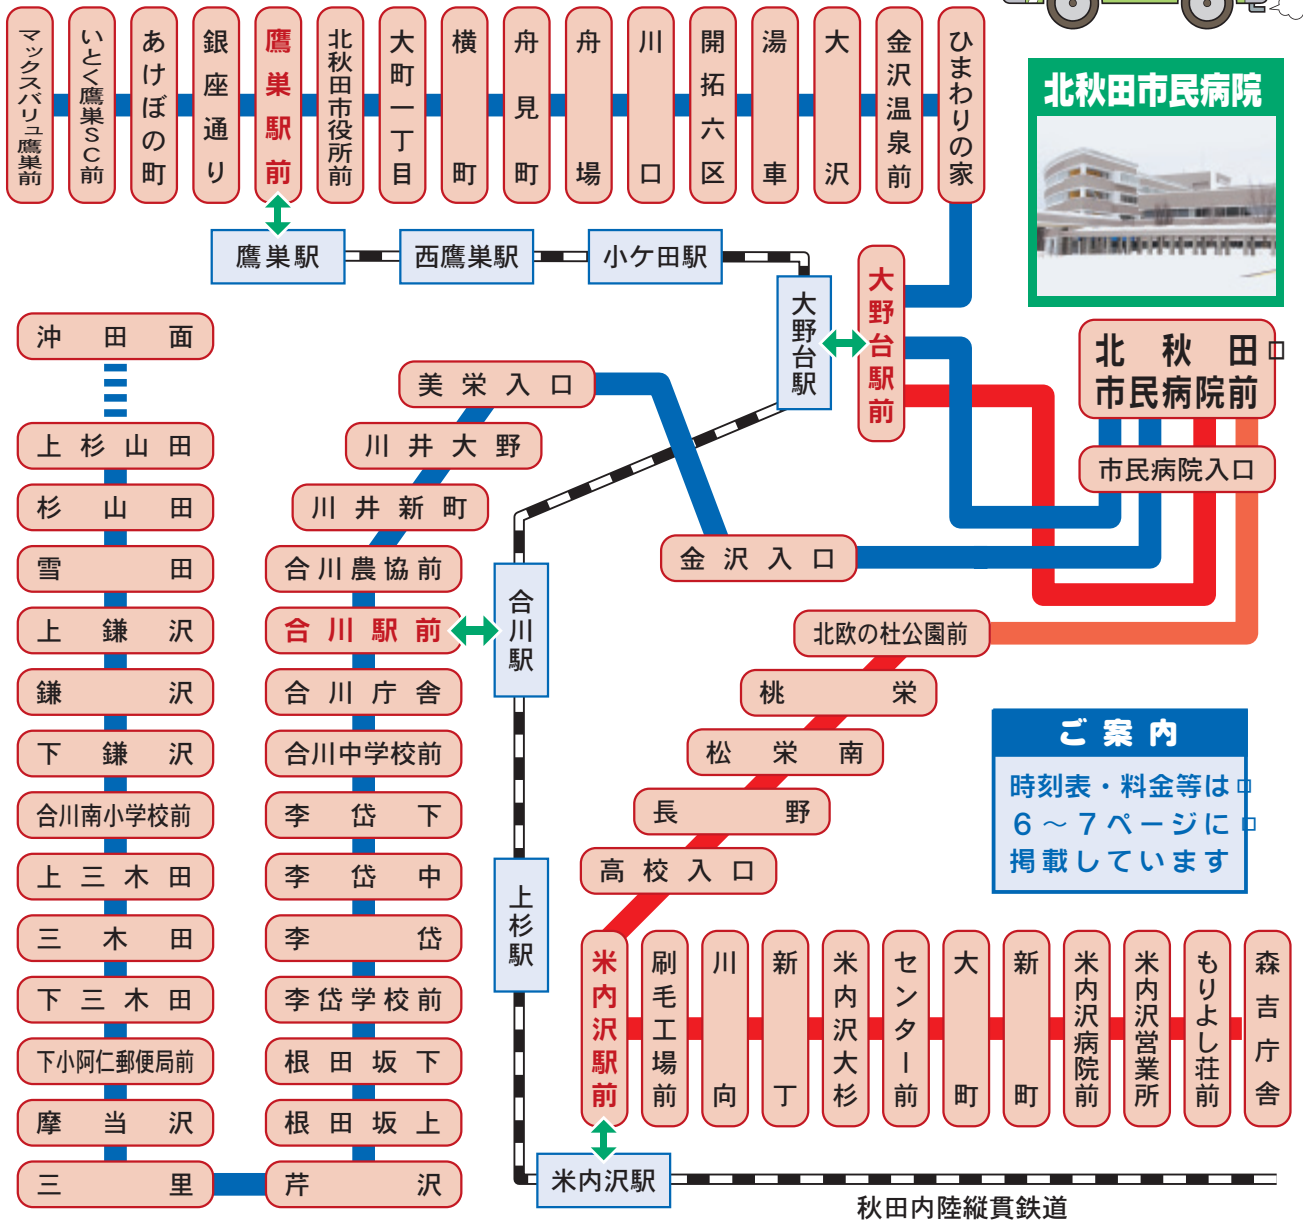 マックスバリュ鷹巣前
いとく鷹巣SC前
あけぼの町
銀座通り
鷹巣駅前
北秋田市役所前
大町一丁目
横町
舟見町
舟場
川口
開拓六区
湯車
大沢
金沢温泉前
ひまわりの家
北秋田市民病院
鷹巣駅
西鷹巣駅
小ケ田駅
大野台駅
大野台駅前
北秋田
市民病院前
市民病院入口
沖田面
上杉山田
杉山田
雪田
上鎌沢
鎌沢
下鎌沢
合川南小学校前
上三木田
三木田
下三木田
下小阿仁郵便局前
摩当沢
三里
美栄入口
川井大野
川井新町
合川農協前
合川駅前
合川庁舎
合川中学校前
李岱下
李岱中
李岱
李岱学校前
根田坂下
根田坂上
芹沢
金沢入口
合川駅
上杉駅
北欧の杜公園前
桃栄
松栄南
長野
高校入口
ご案内
時刻表・料金等は
6～7ページに
掲載しています
米内沢駅前
刷毛工場前
川向
新丁
米内沢大杉
センター前
大町
新町
米内沢病院前
米内沢営業所
もりよし荘前
森吉庁舎
米内沢駅
秋田内陸縦貫鉄道